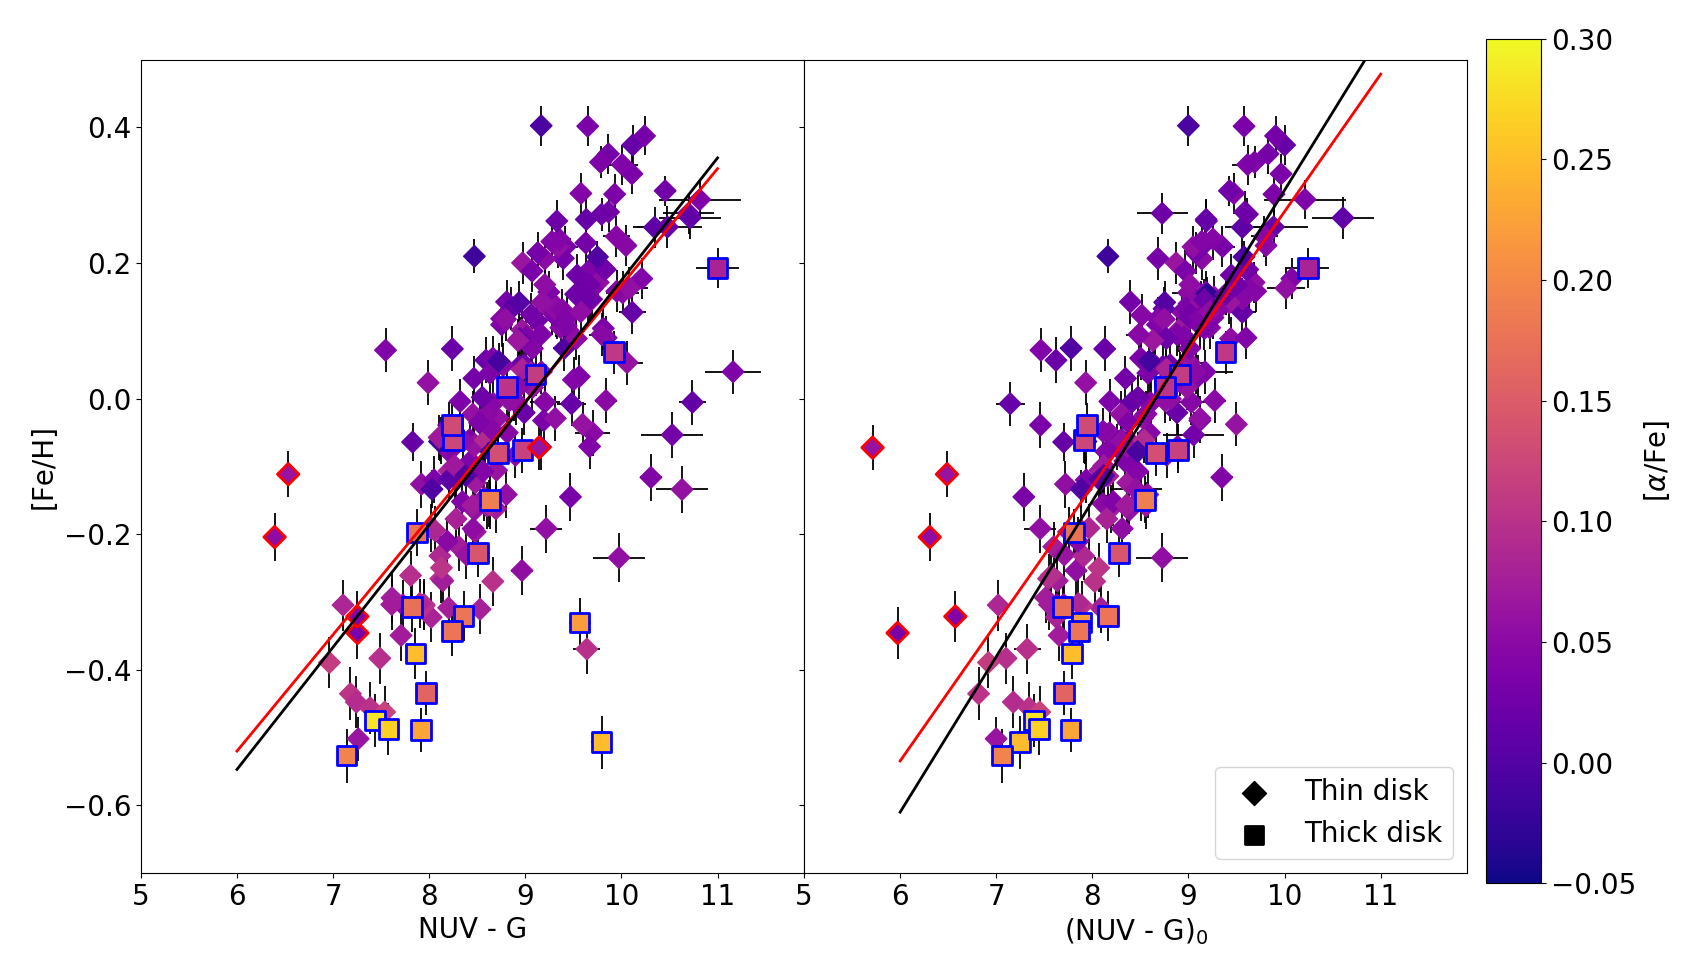 0.4
0.2
0.0
−0.2
−0.4
−0.6
[Fe/H]
5 6 7 8 9 10 11
NUV - G
5 6 7 8 9 10 11
(NUV - G)₀
Thin disk
Thick disk
0.30
0.25
0.20
0.15
0.10
0.05
0.00
−0.05
[α/Fe]